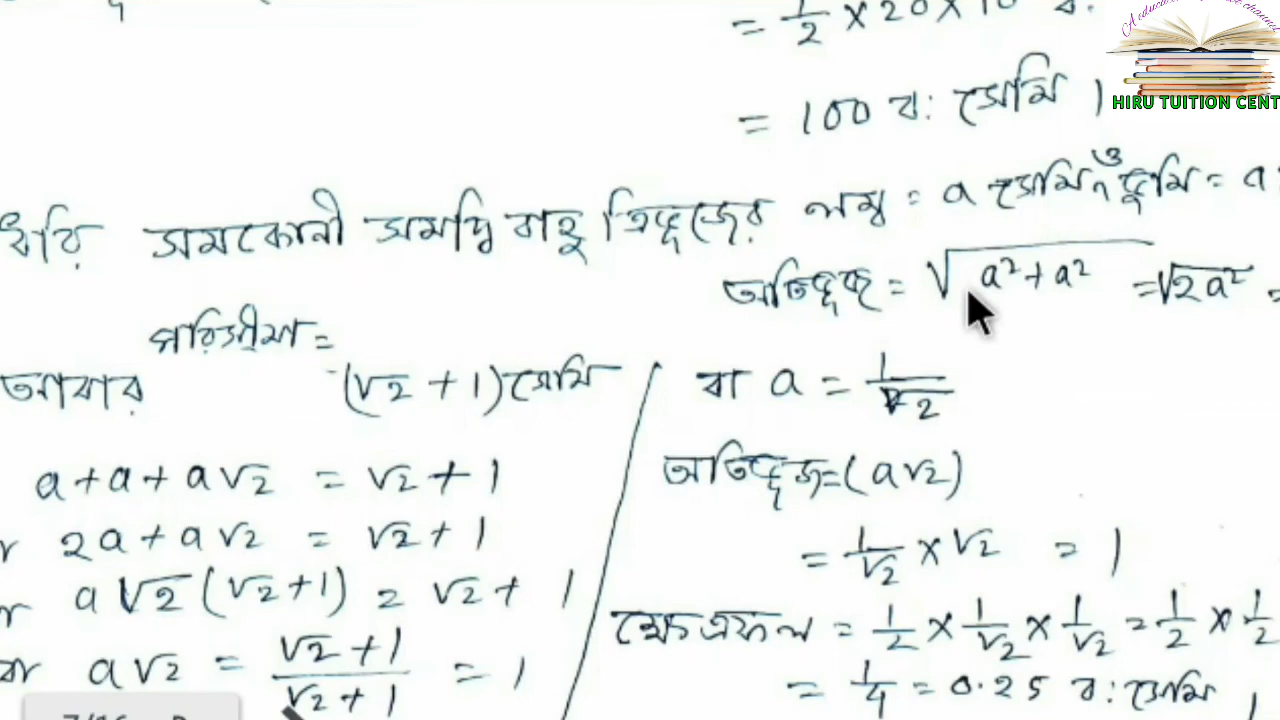 = 1/2 × 20 × 10 ব:
A
HIRU TUITION CENT
= 100 ব: সেমি।
ধরি সমকোনী সমদ্বি বাহু ত্রিভুজের লম্ব = a সেমি ও ভুমি = a
অতিভুজ = √a²+a² = √2a² =
পরিসীমা =
আবার (√2 + 1) সেমি
a + a + a√2 = √2 + 1
2a + a√2 = √2 + 1
a√2 (√2+1) = √2 + 1
বা a√2 = √2+1/√2+1 = 1
বা a = 1/√2
অতিভুজ = (a√2)
= 1/√2 × √2 = 1
ক্ষেত্রফল = 1/2 × 1/√2 × 1/√2 = 1/2 × 1/2
= 1/4 = 0.25 ব: সেমি।